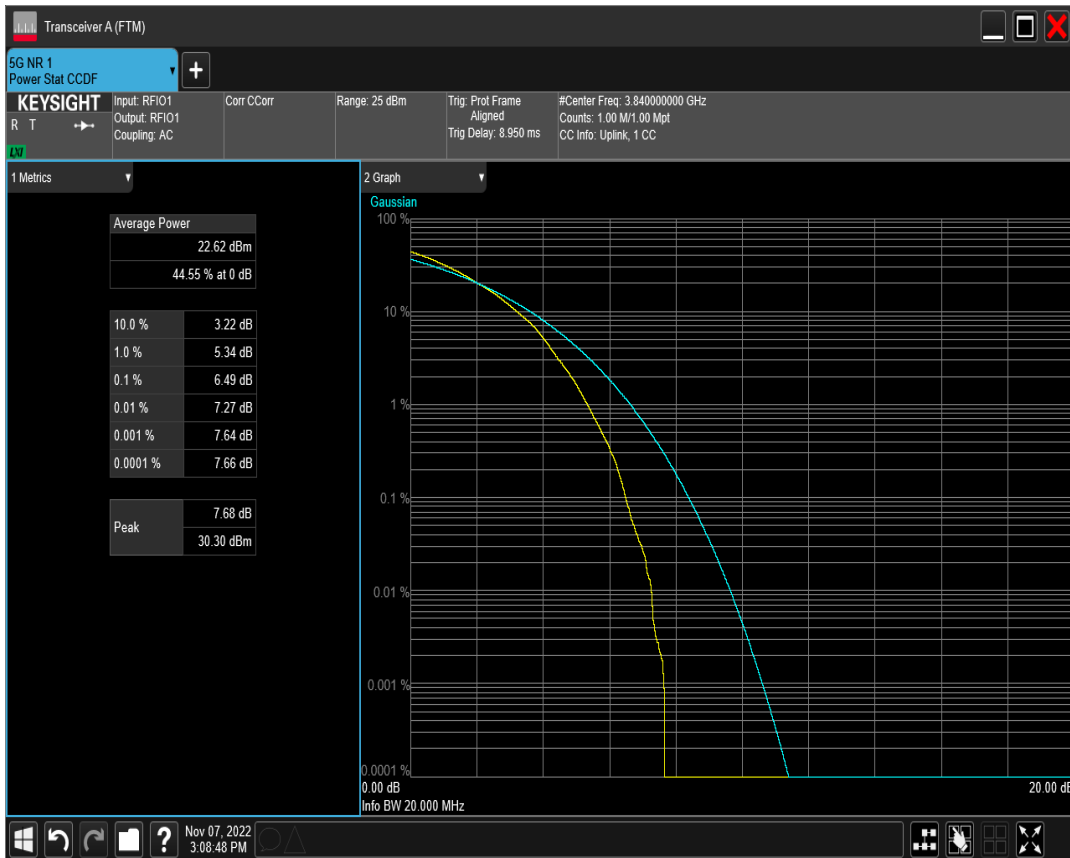 Transceiver A (FTM)
5G NR 1
Power Stat CCDF
+
KEYSIGHT
R T
LXI
Input: RFIO1
Output: RFIO1
Coupling: AC
Corr CCorr
Range: 25 dBm
Trig: Prot Frame
Aligned
Trig Delay: 8.950 ms
#Center Freq: 3.840000000 GHz
Counts: 1.00 M/1.00 Mpt
CC Info: Uplink, 1 CC
1 Metrics
Average Power
22.62 dBm
44.55 % at 0 dB
10.0 % 3.22 dB
1.0 % 5.34 dB
0.1 % 6.49 dB
0.01 % 7.27 dB
0.001 % 7.64 dB
0.0001 % 7.66 dB
Peak
7.68 dB
30.30 dBm
2 Graph
Gaussian
100 %
10 %
1 %
0.1 %
0.01 %
0.001 %
0.0001 %
0.00 dB
20.00 dB
Info BW 20.000 MHz
?
Nov 07, 2022
3:08:48 PM